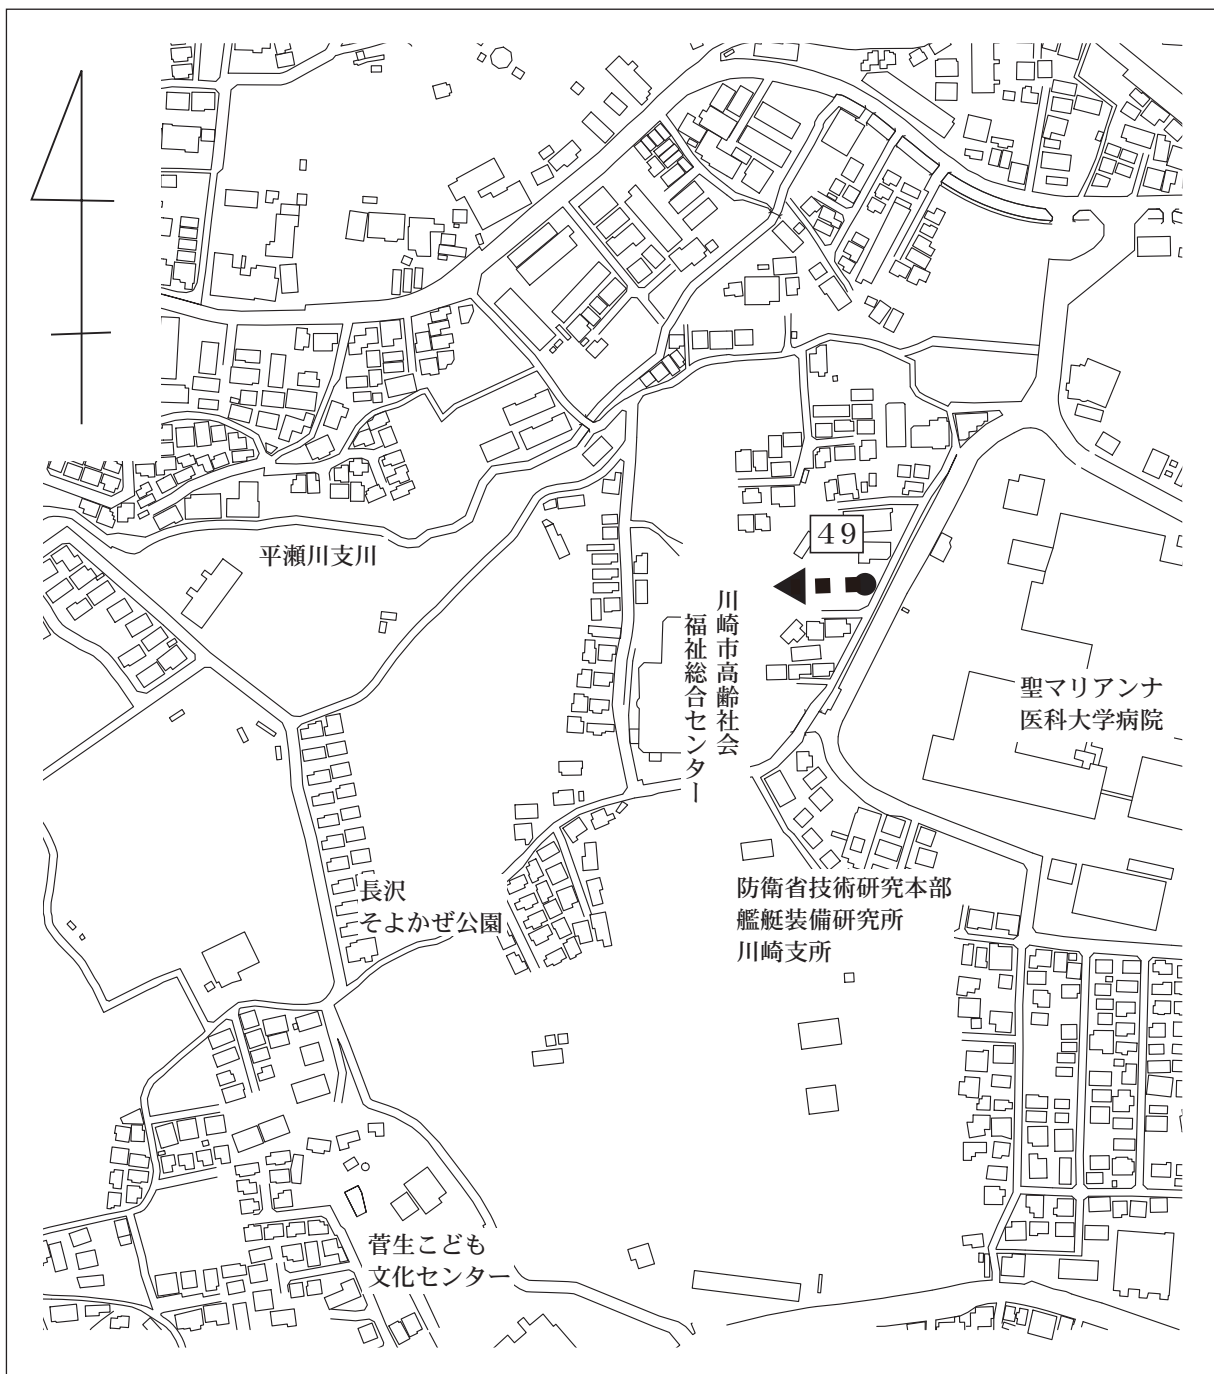 49
平瀬川支川
川崎市高齢社会
福祉総合センター
聖マリアンナ
医科大学病院
長沢
そよかぜ公園
防衛省技術研究本部
艦艇装備研究所
川崎支所
菅生こども
文化センター